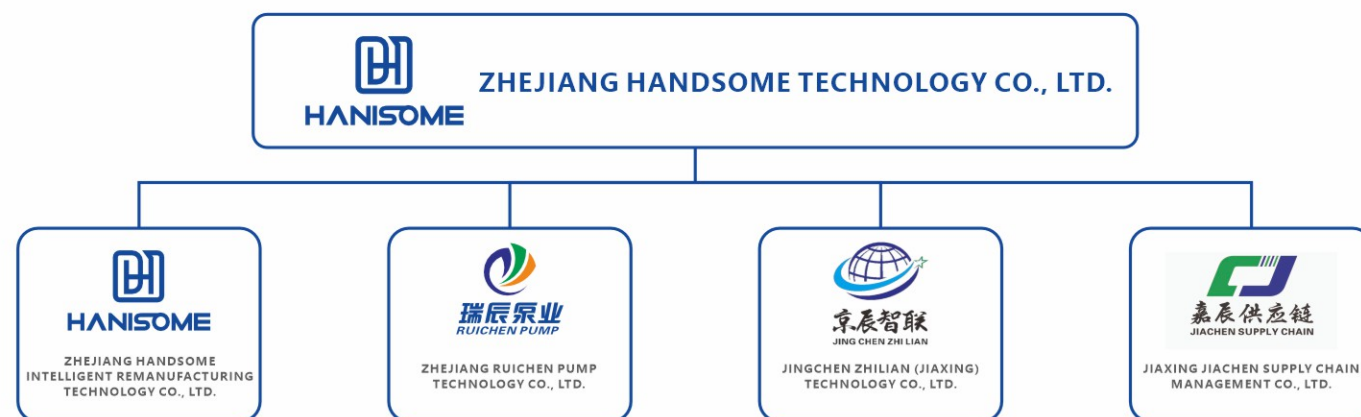 HANISOME
ZHEJIANG HANDSOME TECHNOLOGY CO., LTD.
HANISOME
ZHEJIANG HANDSOME
INTELLIGENT REMANUFACTURING
TECHNOLOGY CO., LTD.
瑞辰泵业
RUICHEN PUMP
ZHEJIANG RUICHEN PUMP
TECHNOLOGY CO., LTD.
京辰智联
JING CHEN ZHI LIAN
JINGCHEN ZHILIAN (JIAXING)
TECHNOLOGY CO., LTD.
嘉辰供应链
JIACHEN SUPPLY CHAIN
JIAXING JIACHEN SUPPLY CHAIN
MANAGEMENT CO., LTD.